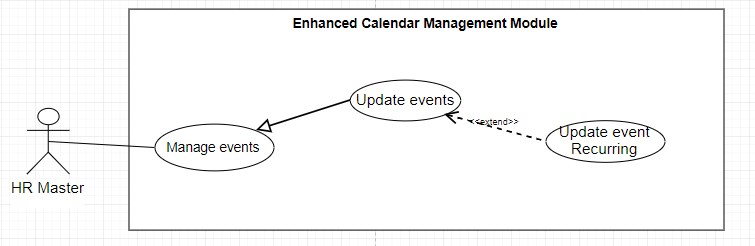 Enhanced Calendar Management Module
Update events
<<extend>>
Update event
Recurring
Manage events
HR Master